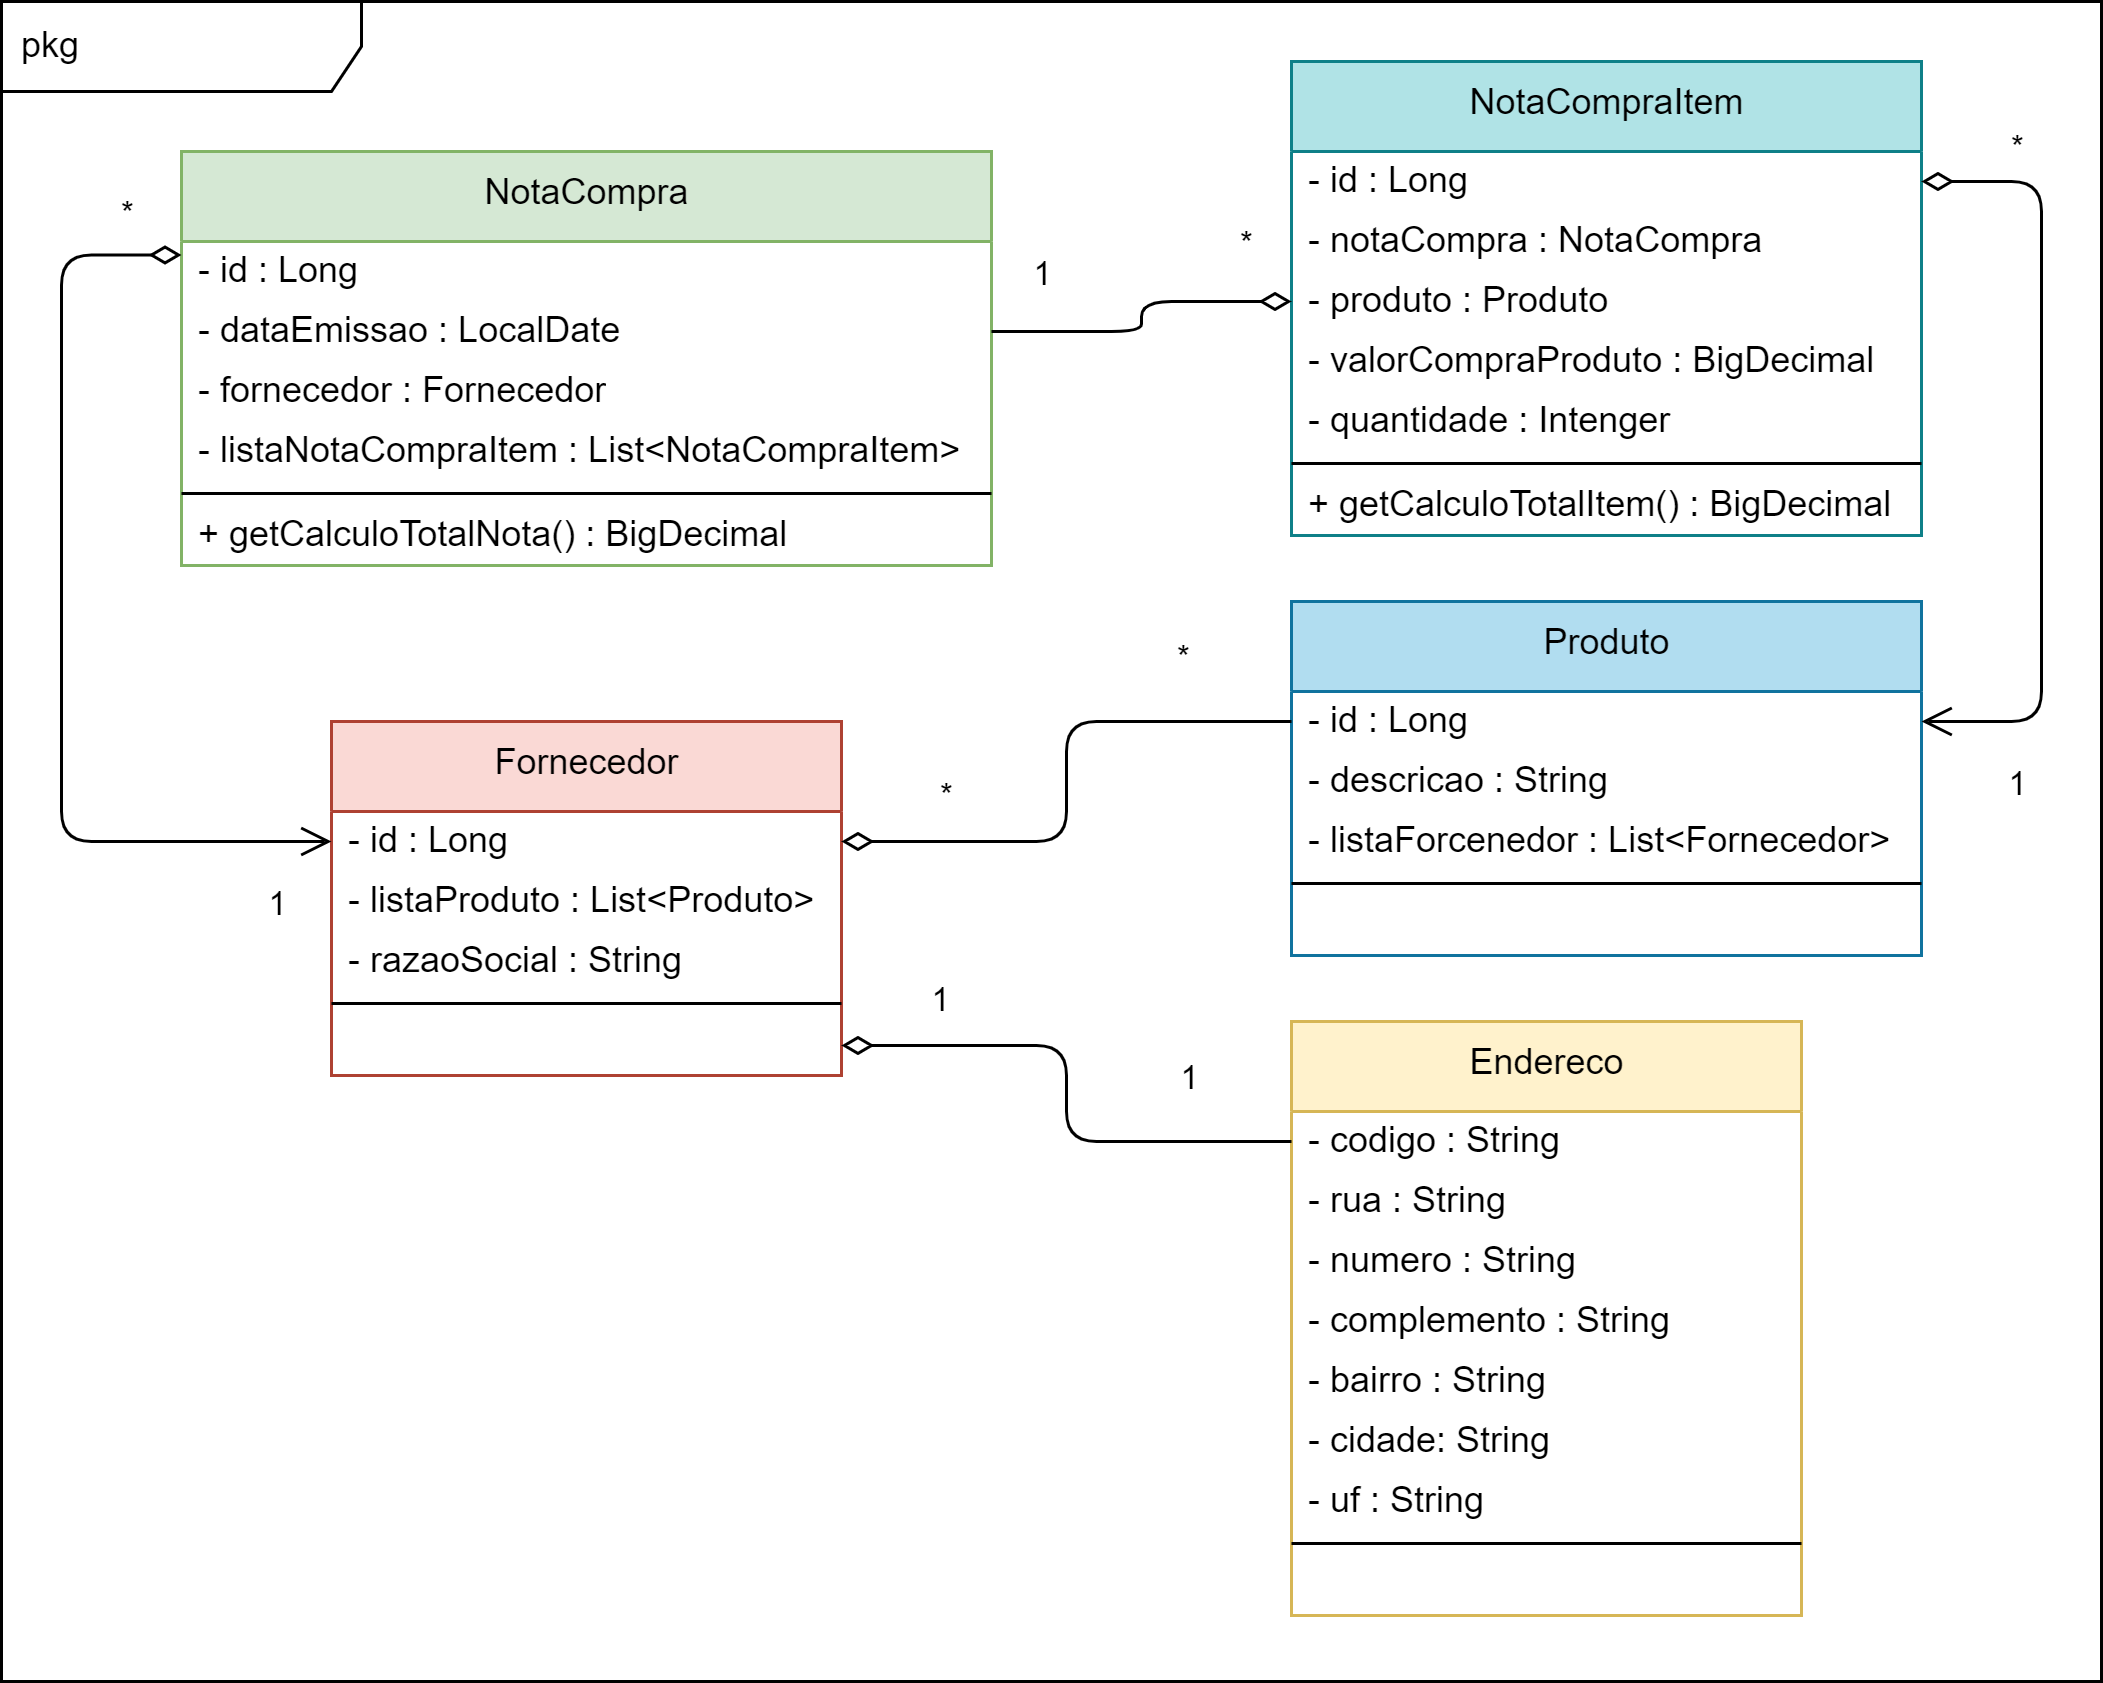 pkg
NotaCompra
- id : Long
- dataEmissao : LocalDate
- fornecedor : Fornecedor
- listaNotaCompraItem : List<NotaCompraItem>
+ getCalculoTotalNota() : BigDecimal
*
1
*
NotaCompraItem
- id : Long
- notaCompra : NotaCompra
- produto : Produto
- valorCompraProduto : BigDecimal
- quantidade : Intenger
+ getCalculoTotalItem() : BigDecimal
*
1
Fornecedor
- id : Long
- listaProduto : List<Produto>
- razaoSocial : String
1
*
*
Produto
- id : Long
- descricao : String
- listaForcenedor : List<Fornecedor>
1
1
Endereco
- codigo : String
- rua : String
- numero : String
- complemento : String
- bairro : String
- cidade: String
- uf : String